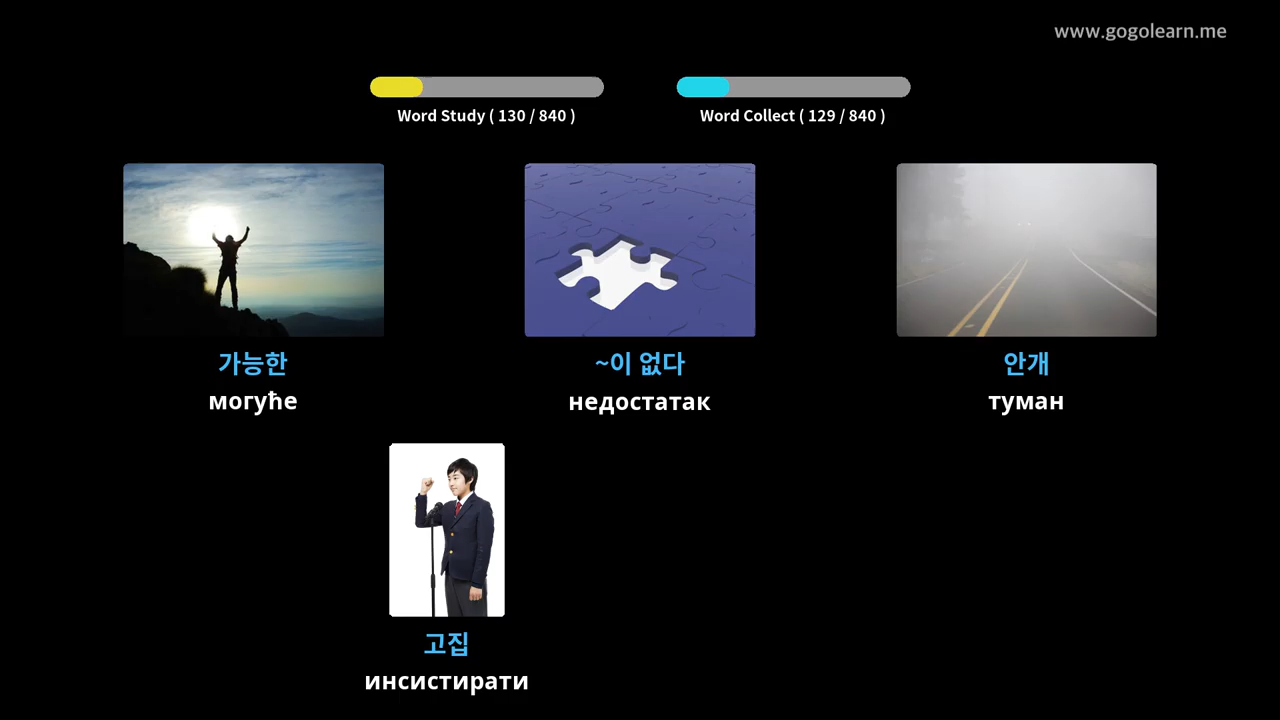 www.gogolearn.me
Word Study ( 130 / 840 )
Word Collect ( 129 / 840 )
가능한
могуће
~이 없다
недостатак
안개
туман
고집
инсистирати